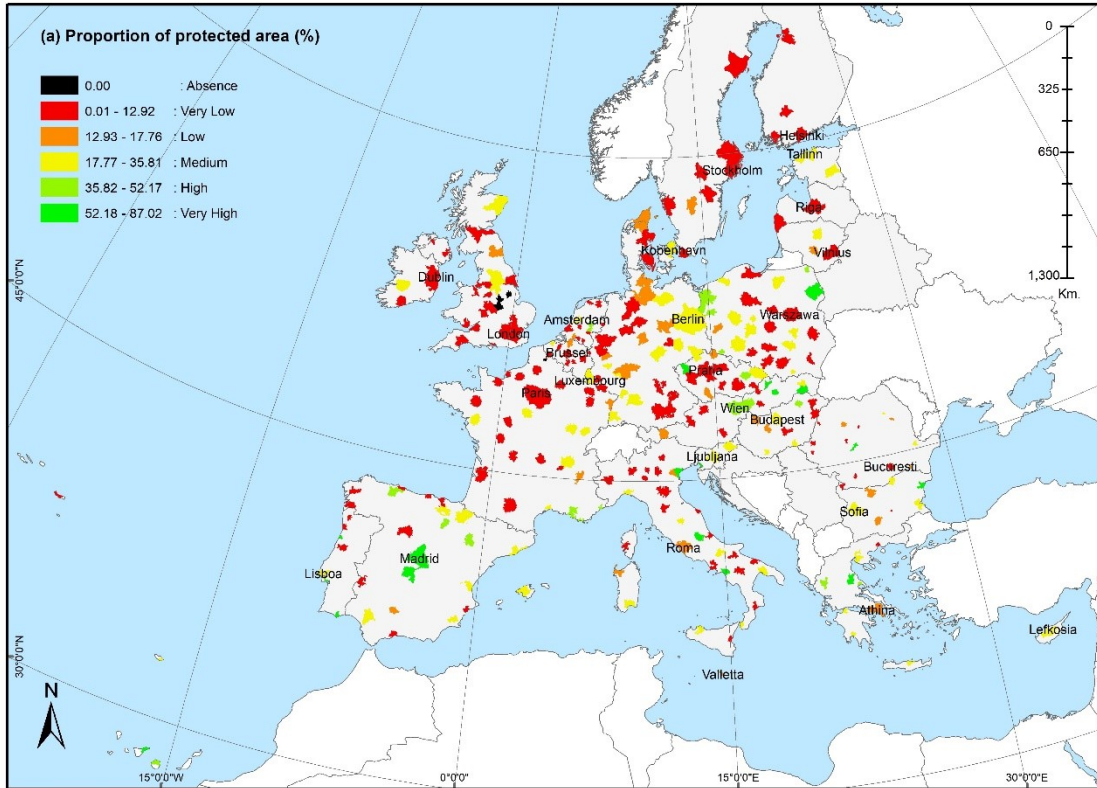 (a) Proportion of protected area (%)
0.00 : Absence
0.01 - 12.92 : Very Low
12.93 - 17.76 : Low
17.77 - 35.81 : Medium
35.82 - 52.17 : High
52.18 - 87.02 : Very High
0
325
650
1,300
Km.
Helsinki
Tallinn
Stockholm
Riga
Kobenhavn
Vilnius
Dublin
45°0'0"N
Amsterdam
Berlin
Warszawa
London
Brussel
Luxembourg
Praha
Paris
Wien
Budapest
Ljubljana
Bucuresti
Sofia
Roma
Madrid
Lisboa
Athina
Lefkosia
30°0'0"N
Valletta
N
15°0'0"W
0°0'0"
15°0'0"E
30°0'0"E